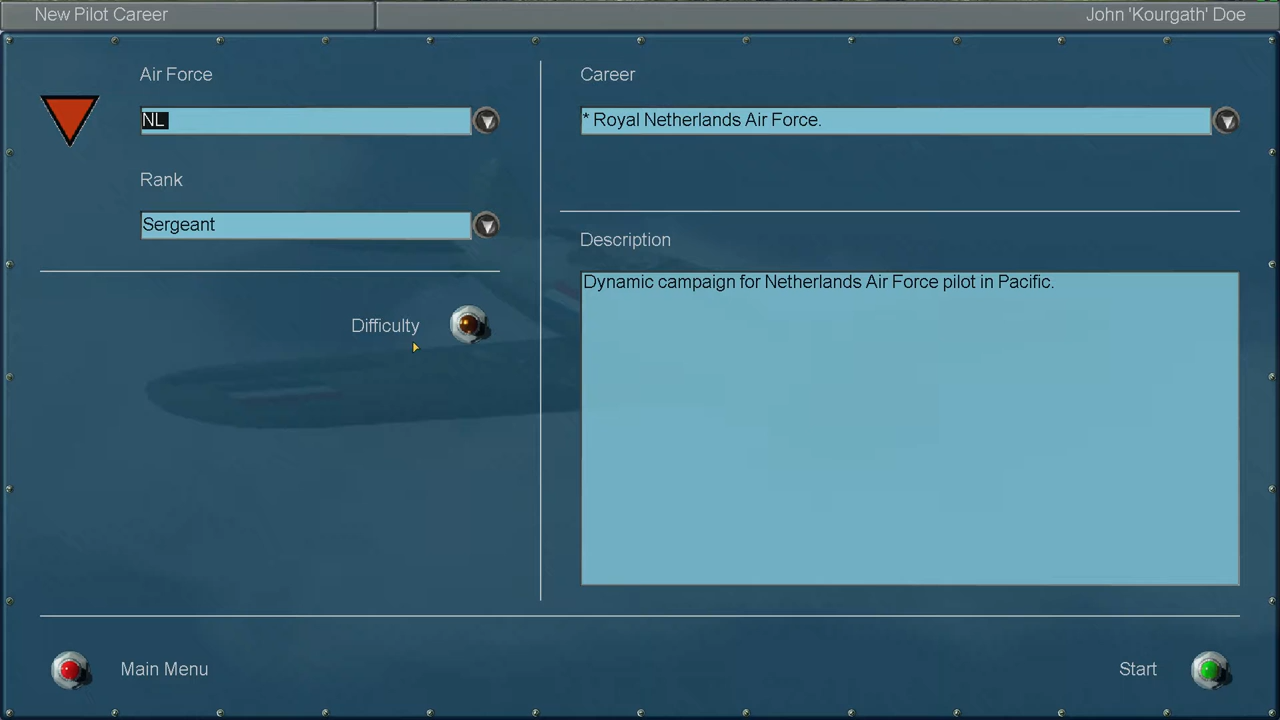 New Pilot Career
John 'Kourgath' Doe
Air Force
NL
Rank
Sergeant
Difficulty
Career
* Royal Netherlands Air Force.
Description
Dynamic campaign for Netherlands Air Force pilot in Pacific.
Main Menu
Start